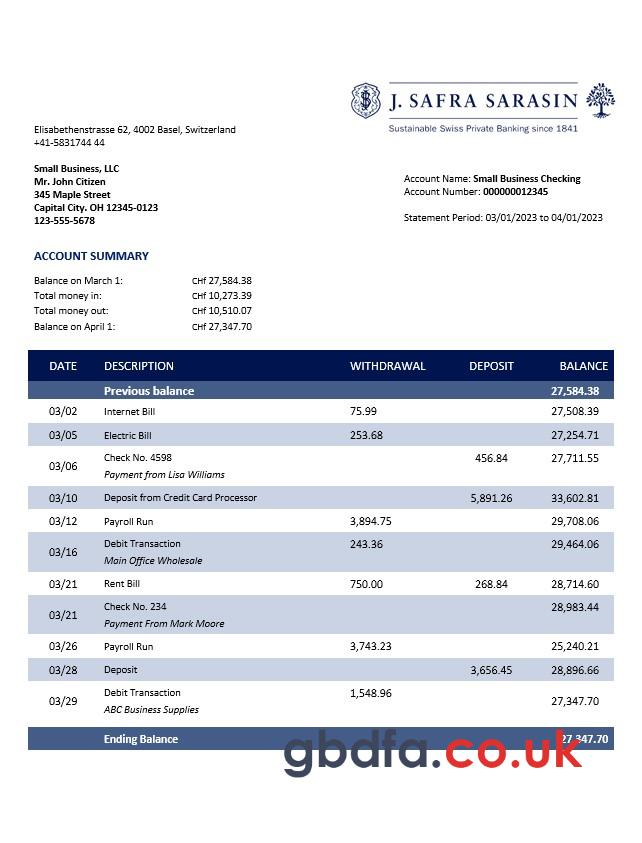 J. SAFRA SARASIN
Sustainable Swiss Private Banking since 1841
Elisabethenstrasse 62, 4002 Basel, Switzerland
+41-5831744 44
Small Business, LLC
Mr. John Citizen
345 Maple Street
Capital City. OH 12345-0123
123-555-5678
Account Name: Small Business Checking
Account Number: 000000012345
Statement Period: 03/01/2023 to 04/01/2023
ACCOUNT SUMMARY
Balance on March 1: CHf 27,584.38
Total money in: CHf 10,273.39
Total money out: CHf 10,510.07
Balance on April 1: CHf 27,347.70
DATE DESCRIPTION WITHDRAWAL DEPOSIT BALANCE
Previous balance 27,584.38
03/02 Internet Bill 75.99 27,508.39
03/05 Electric Bill 253.68 27,254.71
03/06 Check No. 4598 456.84 27,711.55
Payment from Lisa Williams
03/10 Deposit from Credit Card Processor 5,891.26 33,602.81
03/12 Payroll Run 3,894.75 29,708.06
03/16 Debit Transaction 243.36 29,464.06
Main Office Wholesale
03/21 Rent Bill 750.00 268.84 28,714.60
03/21 Check No. 234 28,983.44
Payment From Mark Moore
03/26 Payroll Run 3,743.23 25,240.21
03/28 Deposit 3,656.45 28,896.66
03/29 Debit Transaction 1,548.96 27,347.70
ABC Business Supplies
Ending Balance 27,347.70
gbdfa.co.uk